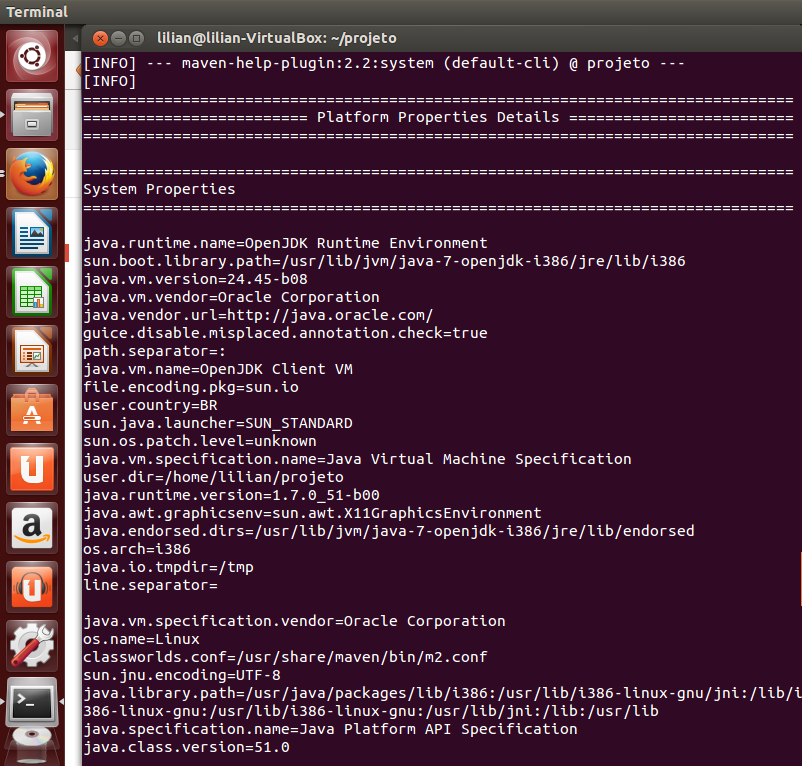 Terminal
lilian@lilian-VirtualBox: ~/projeto
[INFO] --- maven-help-plugin:2.2:system (default-cli) @ projeto ---
[INFO]
===============================================================================
========================= Platform Properties Details =========================
===============================================================================

===============================================================================
System Properties
===============================================================================

java.runtime.name=OpenJDK Runtime Environment
sun.boot.library.path=/usr/lib/jvm/java-7-openjdk-i386/jre/lib/i386
java.vm.version=24.45-b08
java.vm.vendor=Oracle Corporation
java.vendor.url=http://java.oracle.com/
guice.disable.misplaced.annotation.check=true
path.separator=:
java.vm.name=OpenJDK Client VM
file.encoding.pkg=sun.io
user.country=BR
sun.java.launcher=SUN_STANDARD
sun.os.patch.level=unknown
java.vm.specification.name=Java Virtual Machine Specification
user.dir=/home/lilian/projeto
java.runtime.version=1.7.0_51-b00
java.awt.graphicsenv=sun.awt.X11GraphicsEnvironment
java.endorsed.dirs=/usr/lib/jvm/java-7-openjdk-i386/jre/lib/endorsed
os.arch=i386
java.io.tmpdir=/tmp
line.separator=

java.vm.specification.vendor=Oracle Corporation
os.name=Linux
classworlds.conf=/usr/share/maven/bin/m2.conf
sun.jnu.encoding=UTF-8
java.library.path=/usr/java/packages/lib/i386:/usr/lib/i386-linux-gnu/jni:/lib/i
386-linux-gnu:/usr/lib/i386-linux-gnu:/usr/lib/jni:/lib:/usr/lib
java.specification.name=Java Platform API Specification
java.class.version=51.0